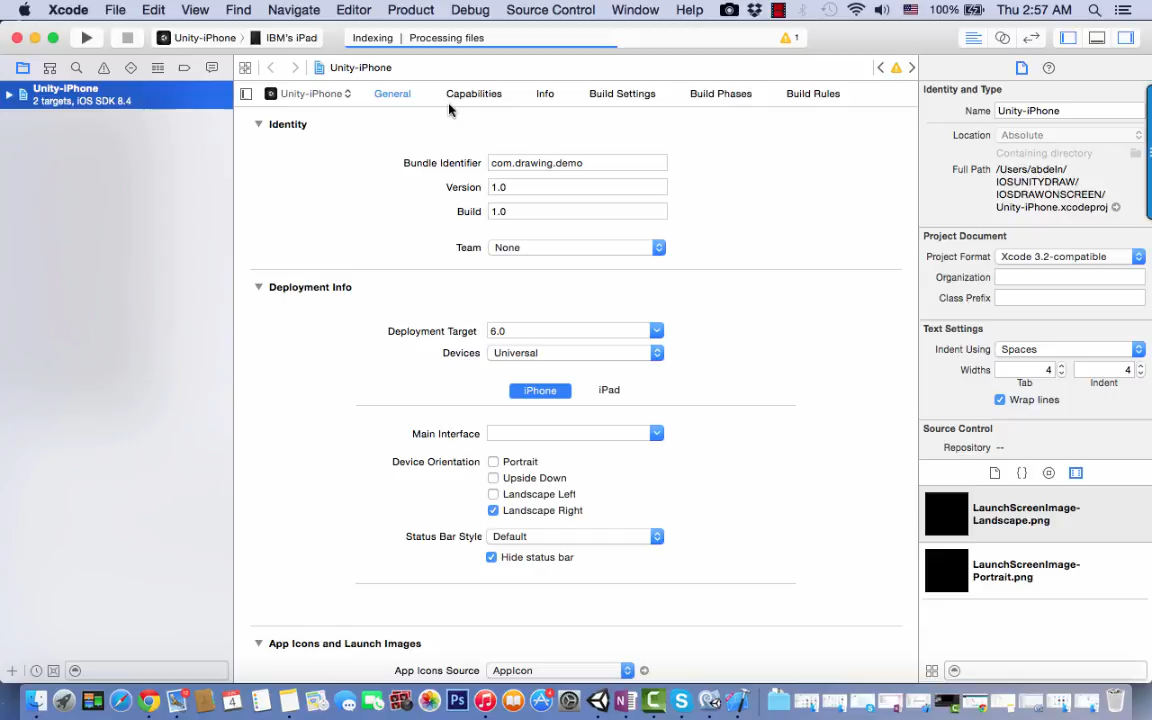 Xcode File Edit View Find Navigate Editor Product Debug Source Control Window Help 100% Thu 2:57 AM
Unity-iPhone IBM's iPad Indexing | Processing files 1
Unity-iPhone
Unity-iPhone
2 targets, iOS SDK 8.4
Unity-iPhone General Capabilities Info Build Settings Build Phases Build Rules
Identity
Bundle Identifier com.drawing.demo
Version 1.0
Build 1.0
Team None
Deployment Info
Deployment Target 6.0
Devices Universal
iPhone iPad
Main Interface
Device Orientation Portrait
Upside Down
Landscape Left
Landscape Right
Status Bar Style Default
Hide status bar
App Icons and Launch Images
App Icons Source AppIcon
Identity and Type
Name Unity-iPhone
Location Absolute
Containing directory
Full Path /Users/abdeln/
IOSUNITYDRAW/
IOSDRAWONSCREEN/
Unity-iPhone.xcodeproj
Project Document
Project Format Xcode 3.2-compatible
Organization
Class Prefix
Text Settings
Indent Using Spaces
Widths 4 4
Tab Indent
Wrap lines
Source Control
Repository --
LaunchScreenImage-
Landscape.png
LaunchScreenImage-
Portrait.png